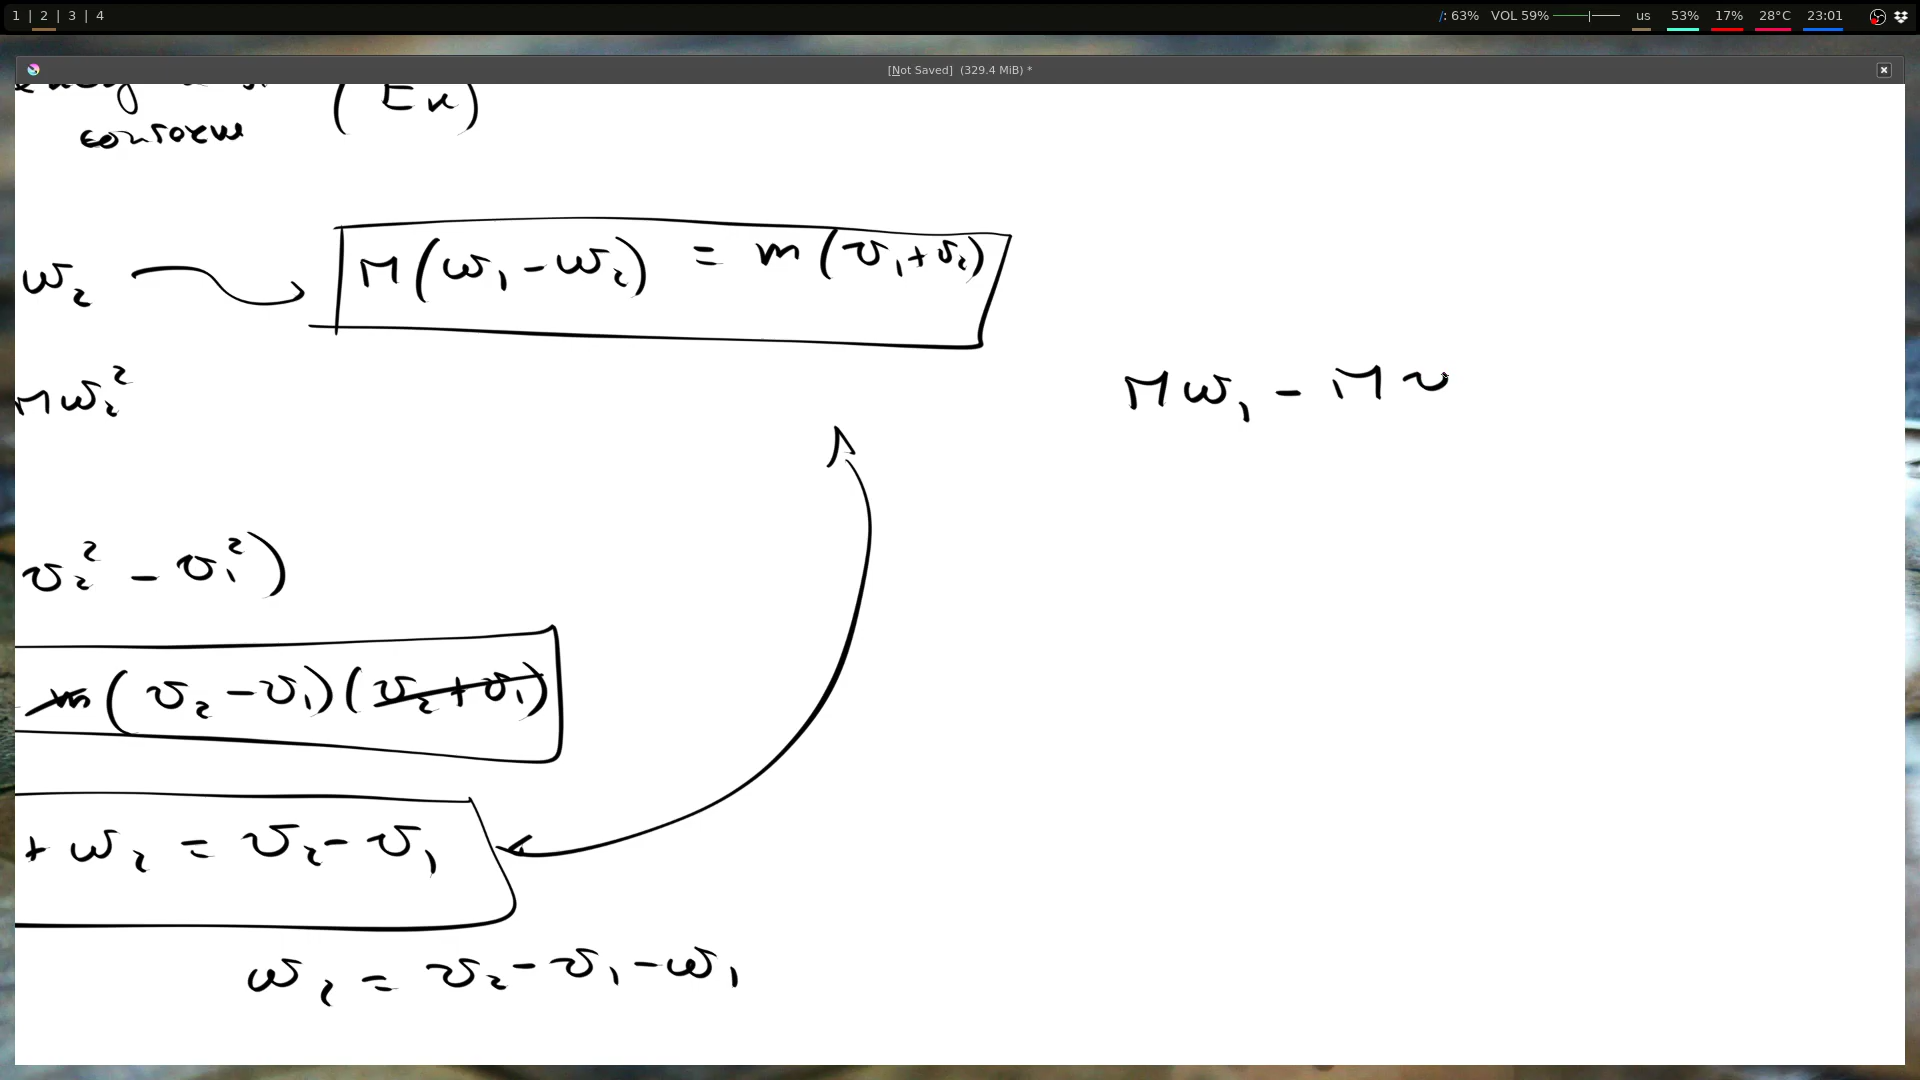 1 | 2 | 3 | 4
/: 63% VOL 59% us 53% 17% 28°C 23:01
[Not Saved] (329.4 MiB) *
(Ex)
ω₂
M(ω₁ - ω₂) = m(v₁+v₂)
Mω₂²
Mω₁ - M v
v₂² - v₁²)
m(v₂ - v₁)(v₂+v₁)
+ ω₂ = v₂ - v₁
ω₂ = v₂ - v₁ - ω₁